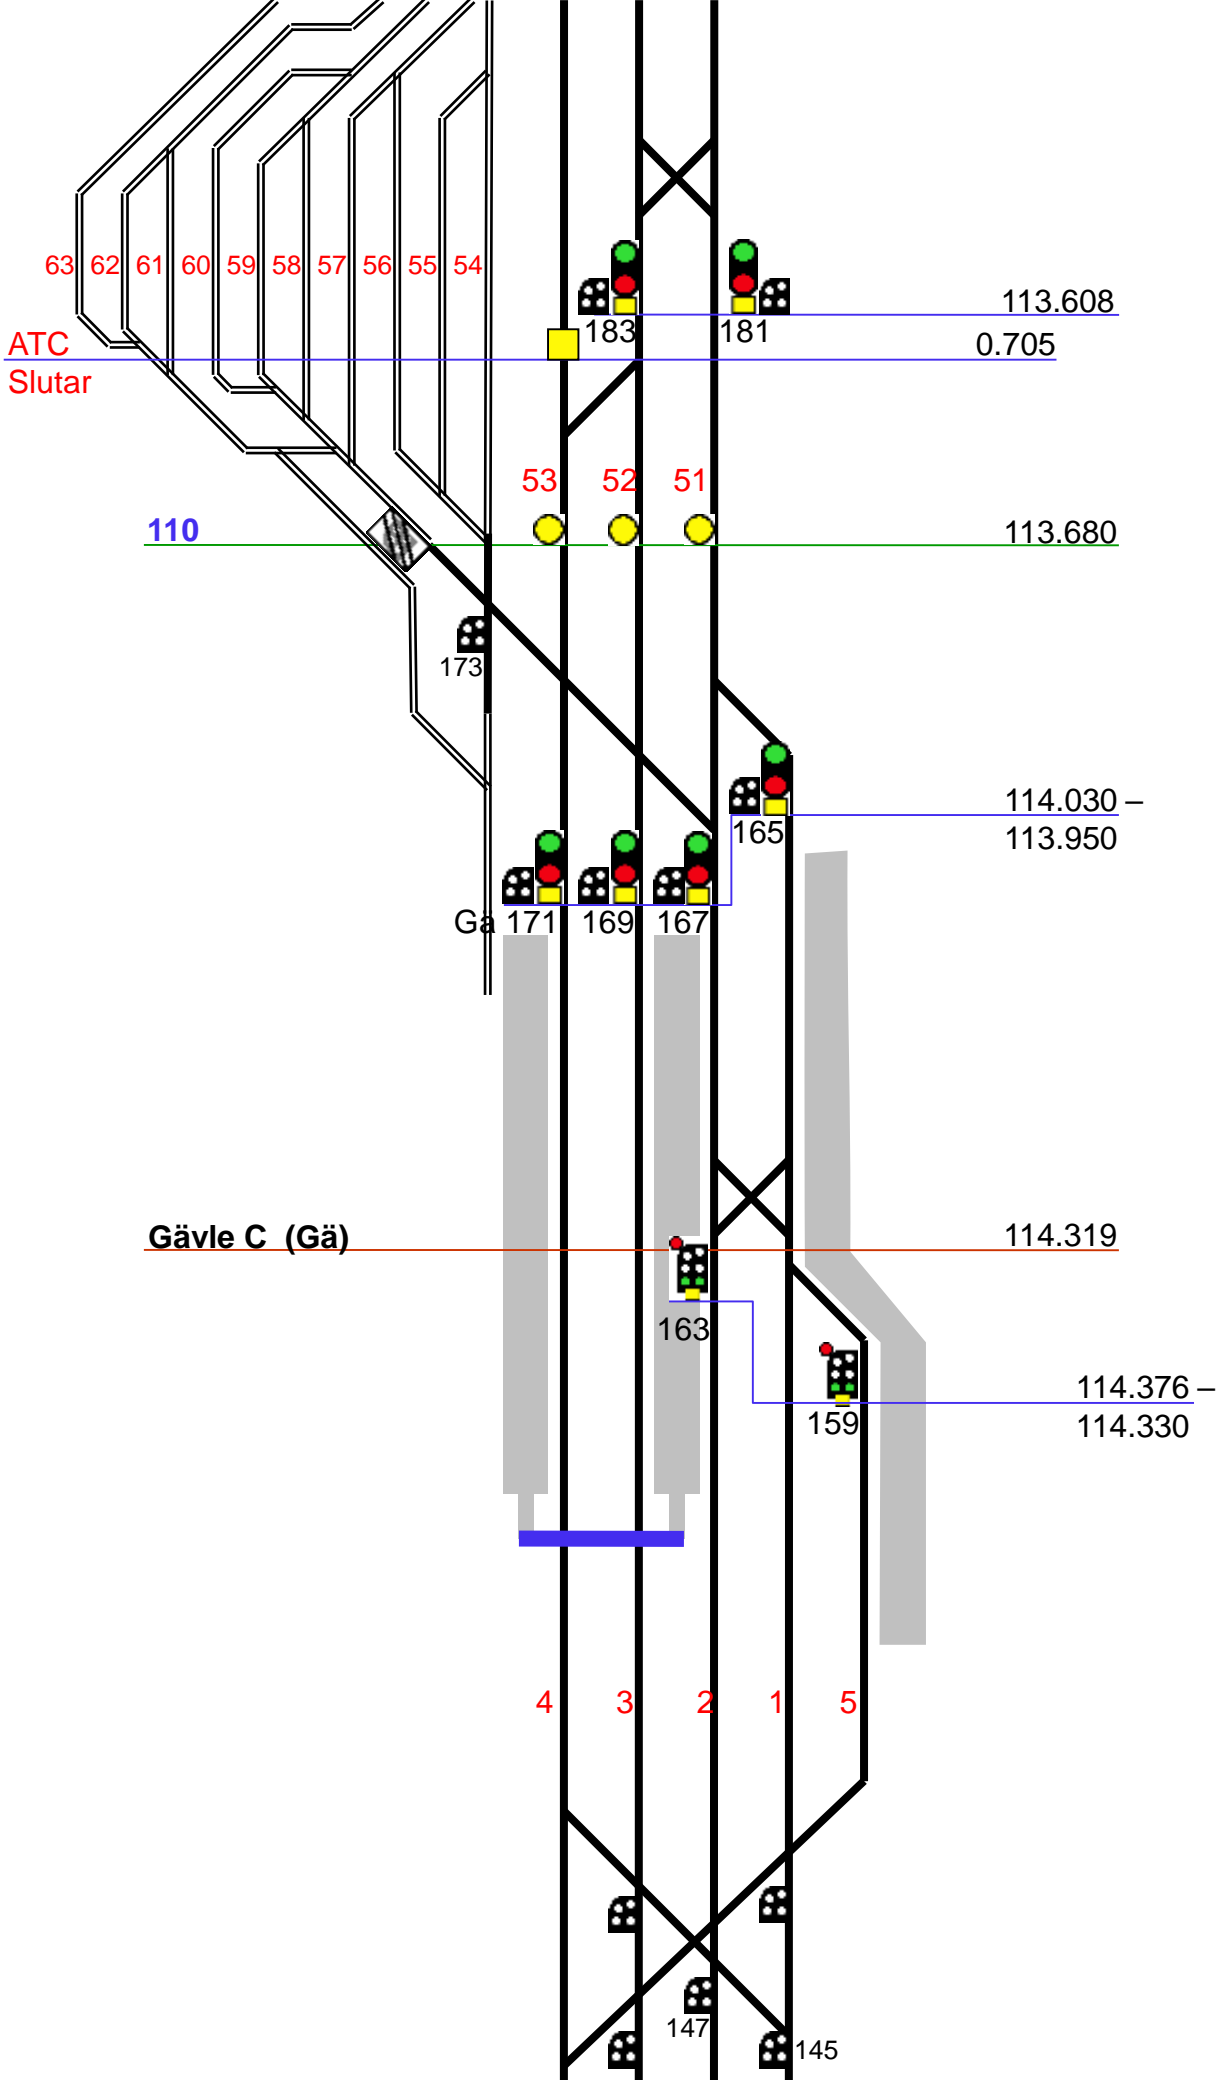 63 62 61 60 59 58 57 56 55 54
183 181 113.608
ATC 0.705
Slutar
53 52 51
110 113.680
173
165 114.030 –
113.950
Gä 171 169 167
Gävle C (Gä) 114.319
163
114.376 –
159 114.330
4 3 2 1 5
147
145